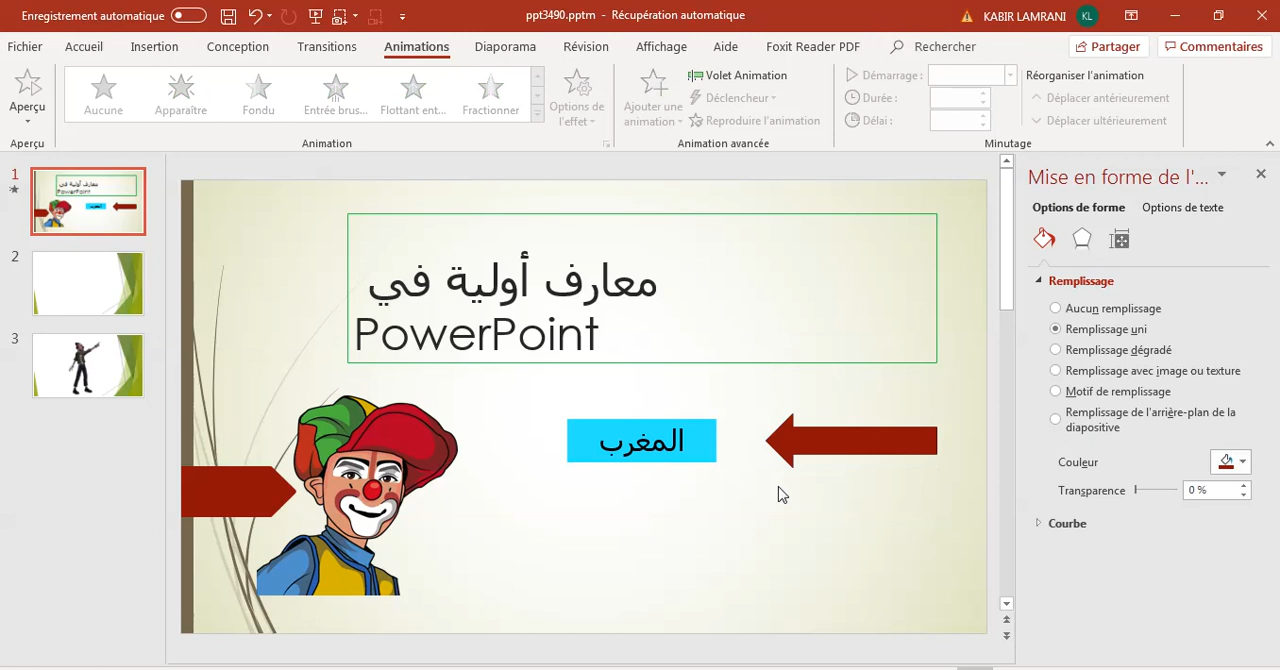 Enregistrement automatique
ppt3490.pptm - Récupération automatique
KABIR LAMRANI KL
Fichier Accueil Insertion Conception Transitions Animations Diaporama Révision Affichage Aide Foxit Reader PDF Rechercher Partager Commentaires
Aperçu
Aucune Apparaître Fondu Entrée brus... Flottant ent... Fractionner
Options de l'effet
Ajouter une animation
Volet Animation
Déclencheur
Reproduire l'animation
Démarrage :
Durée :
Délai :
Réorganiser l'animation
Déplacer antérieurement
Déplacer ultérieurement
Aperçu Animation Animation avancée Minutage
1
معارف أولية في
PowerPoint
المغرب
2
3
معارف أولية في
PowerPoint
المغرب
Mise en forme de l'...
Options de forme Options de texte
Remplissage
Aucun remplissage
Remplissage uni
Remplissage dégradé
Remplissage avec image ou texture
Motif de remplissage
Remplissage de l'arrière-plan de la
diapositive
Couleur
Transparence 0 %
Courbe